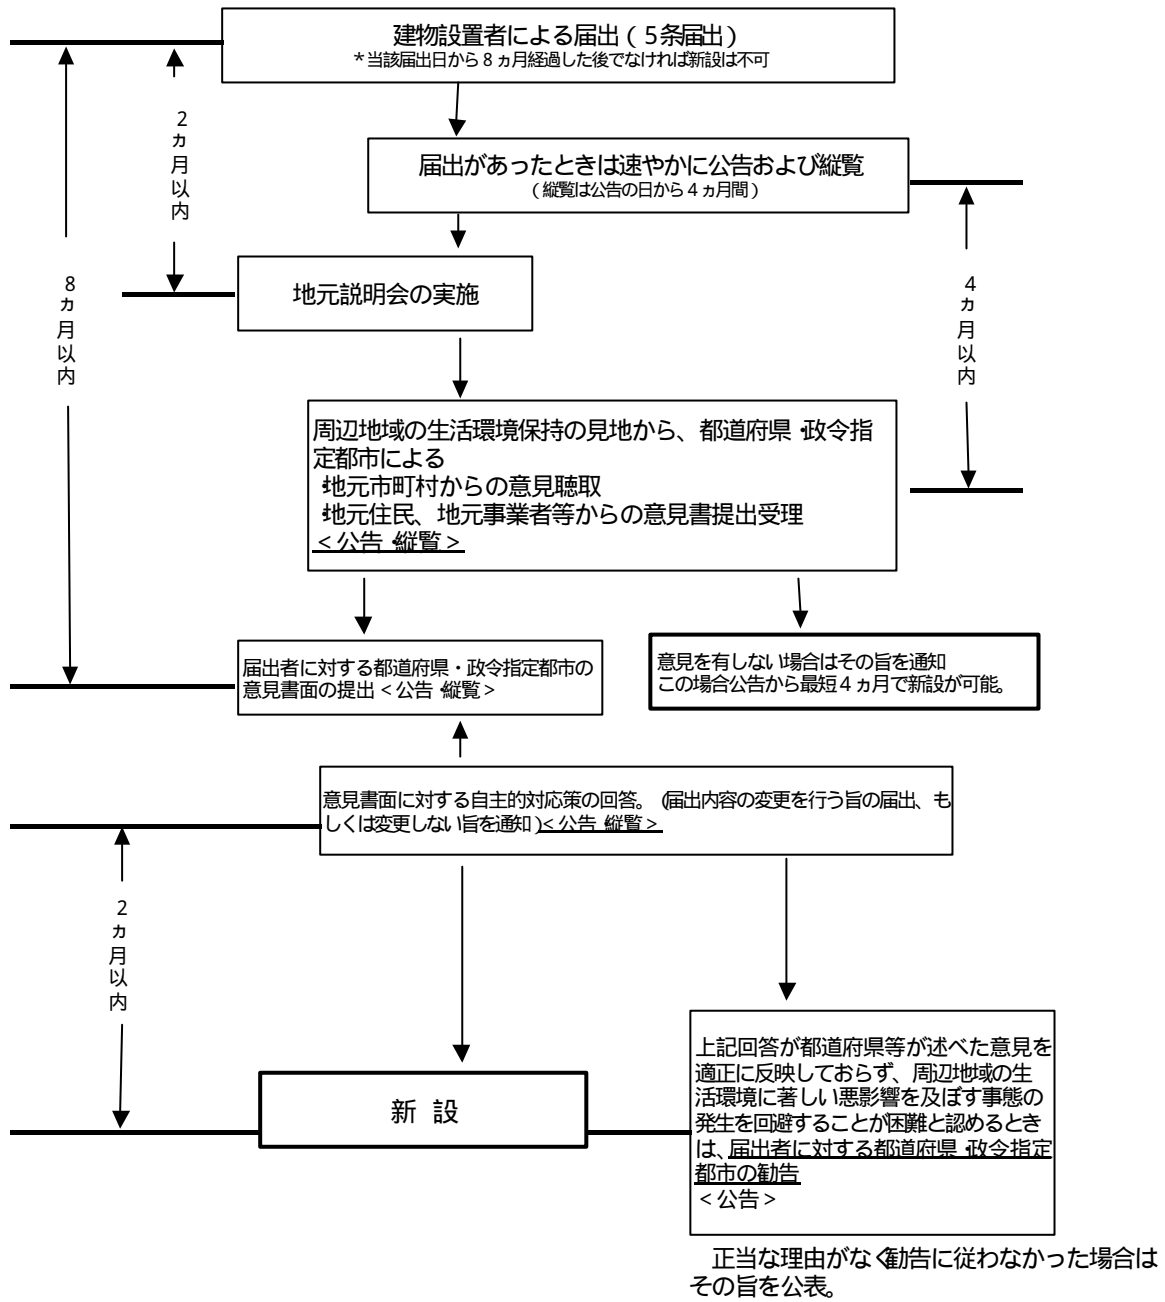 建物設置者による届出(5条届出)
*当該届出日から8ヵ月経過した後でなければ新設は不可
2ヵ月以内
届出があったときは速やかに公告および縦覧
(縦覧は公告の日から4ヵ月間)
8ヵ月以内
地元説明会の実施
4ヵ月以内
周辺地域の生活環境保持の見地から、都道府県・政令指
定都市による
・地元市町村からの意見聴取
・地元住民、地元事業者等からの意見書提出受理
<公告・縦覧>
届出者に対する都道府県・政令指定都市の
意見書面の提出<公告・縦覧>
意見を有しない場合はその旨を通知
この場合公告から最短4ヵ月で新設が可能。
意見書面に対する自主的対応策の回答。(届出内容の変更を行う旨の届出、も
しくは変更しない旨を通知)<公告・縦覧>
2ヵ月以内
新 設
上記回答が都道府県等が述べた意見を
適正に反映しておらず、周辺地域の生
活環境に著しい悪影響を及ぼす事態の
発生を回避することが困難と認めるとき
は、届出者に対する都道府県・政令指定
都市の勧告
<公告>
正当な理由がなく勧告に従わなかった場合は
その旨を公表。